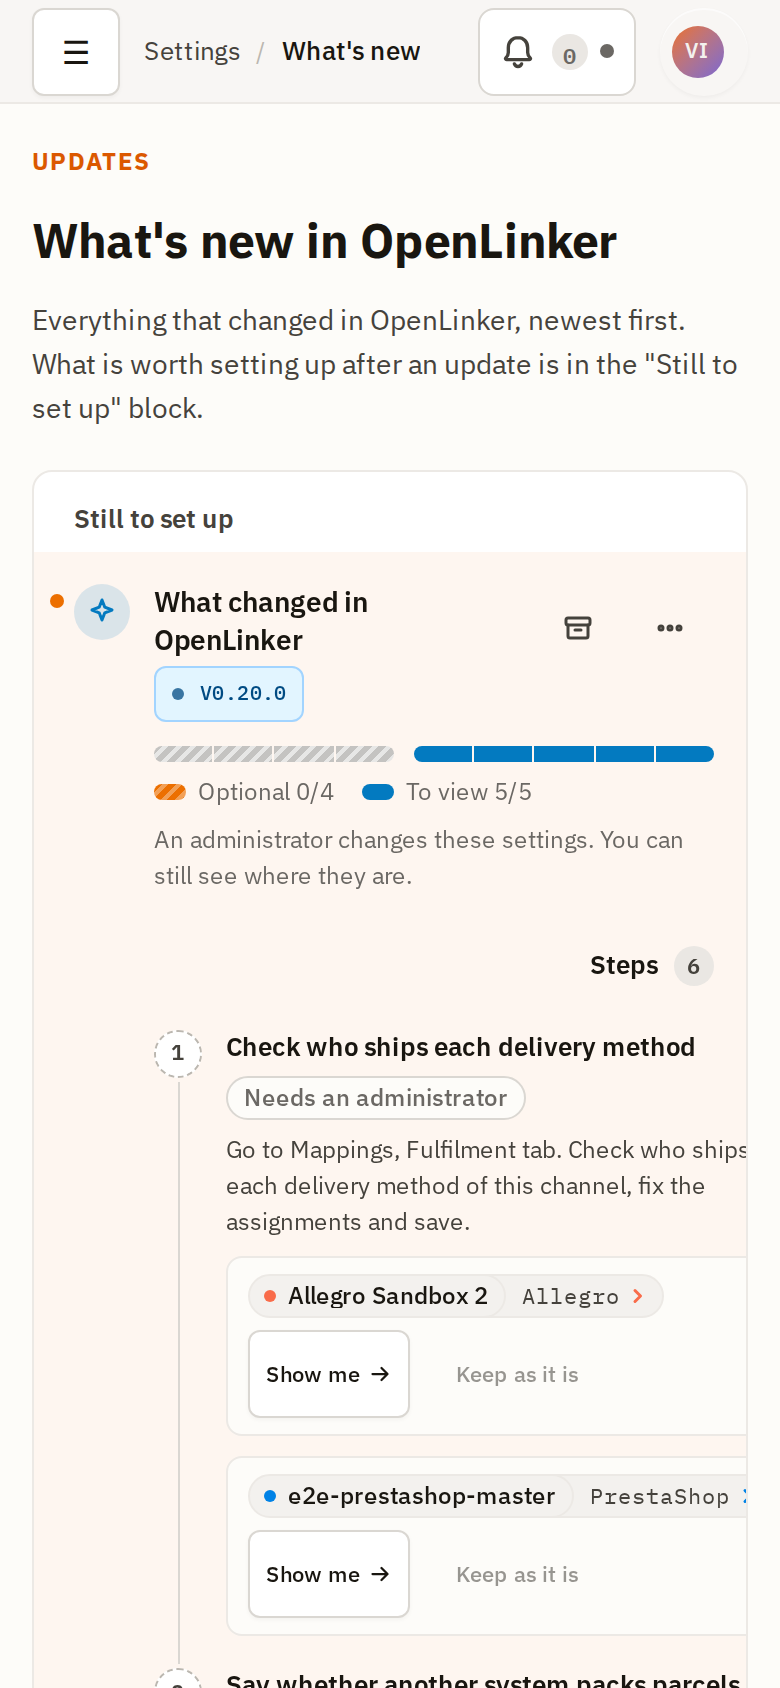 ☰ Settings / What's new 0 VI
UPDATES
What's new in OpenLinker
Everything that changed in OpenLinker, newest first.
What is worth setting up after an update is in the "Still to
set up" block.
Still to set up
What changed in
OpenLinker
V0.20.0
Optional 0/4 To view 5/5
An administrator changes these settings. You can
still see where they are.
Steps 6
1 Check who ships each delivery method
Needs an administrator
Go to Mappings, Fulfilment tab. Check who ships
each delivery method of this channel, fix the
assignments and save.
Allegro Sandbox 2 Allegro
Show me → Keep as it is
e2e-prestashop-master PrestaShop
Show me → Keep as it is
Say whether another system packs parcels